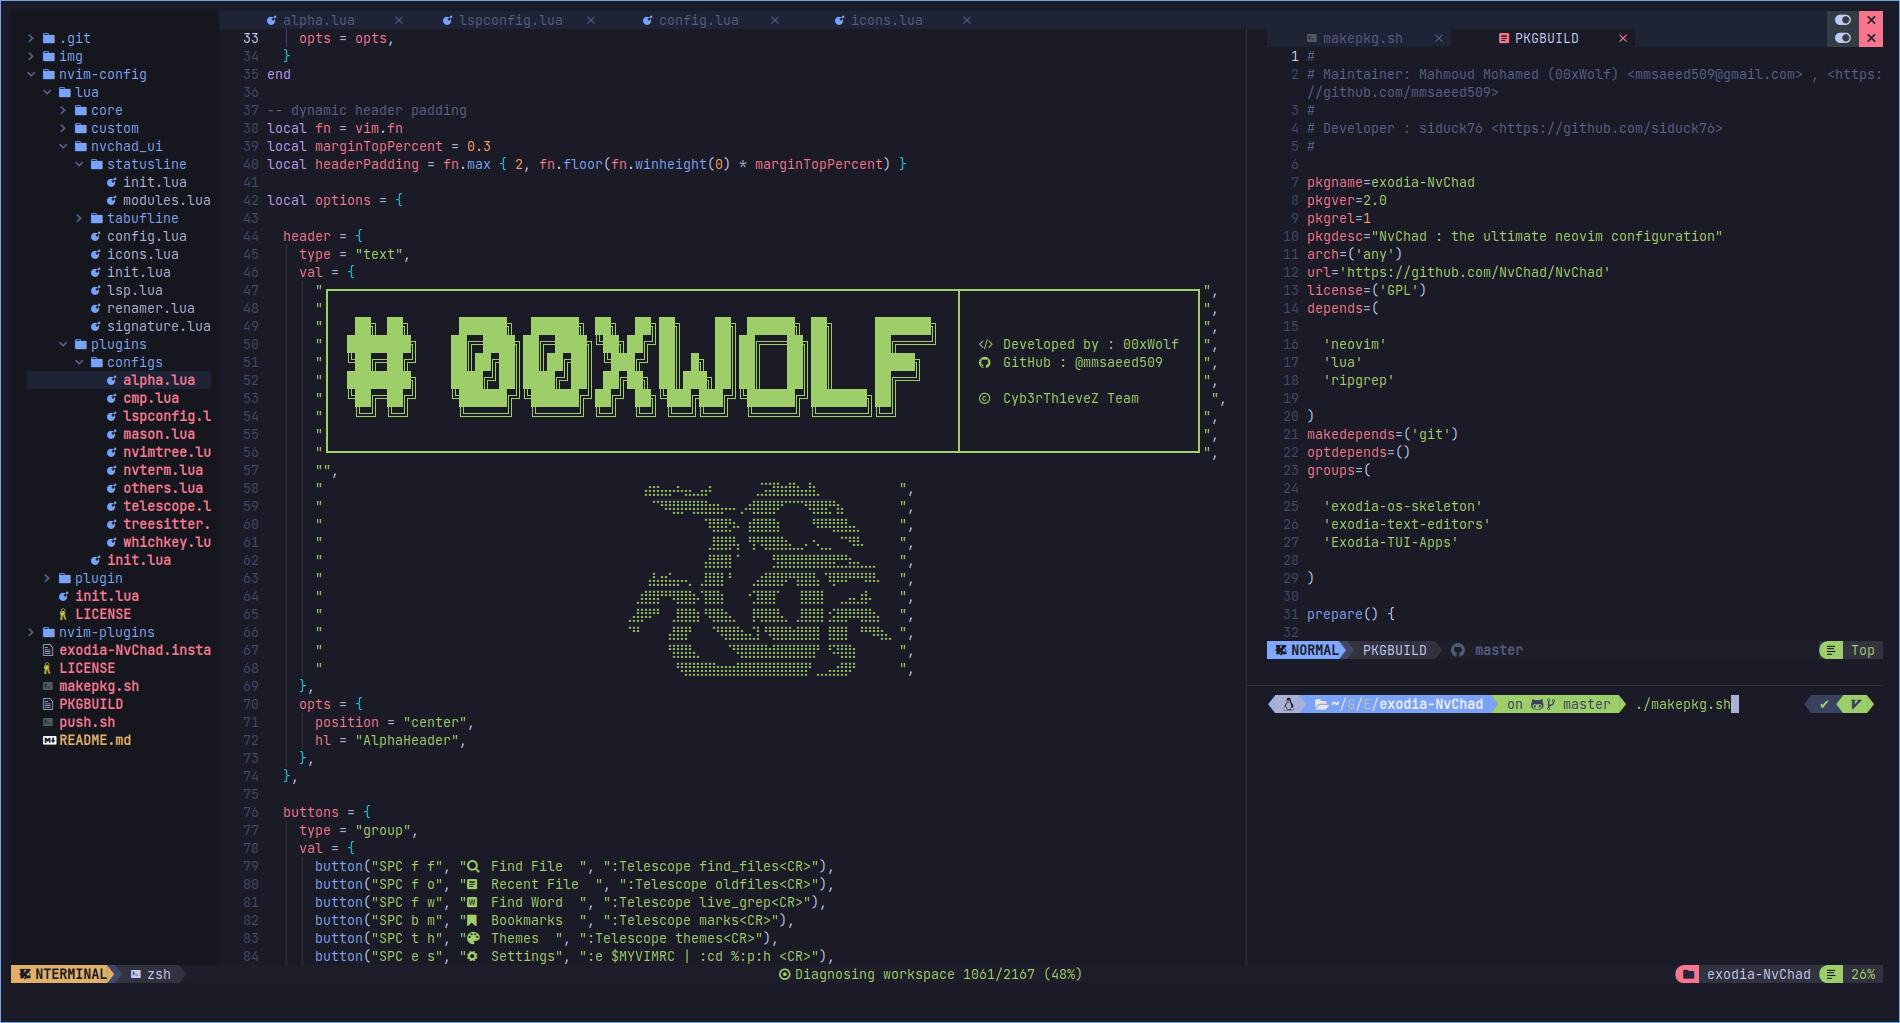 alpha.lua × lspconfig.lua × config.lua × icons.lua ×
.git
img
nvim-config
lua
core
custom
nvchad_ui
statusline
init.lua
modules.lua
tabufline
config.lua
icons.lua
init.lua
lsp.lua
renamer.lua
signature.lua
plugins
configs
alpha.lua
cmp.lua
lspconfig.l
mason.lua
nvimtree.lu
nvterm.lua
others.lua
telescope.l
treesitter.
whichkey.lu
init.lua
plugin
init.lua
LICENSE
nvim-plugins
exodia-NvChad.insta
LICENSE
makepkg.sh
PKGBUILD
push.sh
README.md
33     opts = opts,
34   }
35 end
36
37 -- dynamic header padding
38 local fn = vim.fn
39 local marginTopPercent = 0.3
40 local headerPadding = fn.max { 2, fn.floor(fn.winheight(0) * marginTopPercent) }
41
42 local options = {
43
44   header = {
45     type = "text",
46     val = {
47       " ",
48       " ",
49       " ",
# 00XWOLF
50       " </> Developed by : 00xWolf ",
51       " GitHub : @mmsaeed509 ",
52       " ",
53       " © Cyb3rTh1eveZ Team ",
54       " ",
55       " ",
56       " ",
57       "",
58       " ",
59       " ",
60       " ",
61       " ",
62       " ",
63       " ",
64       " ",
65       " ",
66       " ",
67       " ",
68       " ",
69     },
70     opts = {
71       position = "center",
72       hl = "AlphaHeader",
73     },
74   },
75
76   buttons = {
77     type = "group",
78     val = {
79       button("SPC f f", " Find File  ", ":Telescope find_files<CR>"),
80       button("SPC f o", " Recent File  ", ":Telescope oldfiles<CR>"),
81       button("SPC f w", " Find Word  ", ":Telescope live_grep<CR>"),
82       button("SPC b m", " Bookmarks  ", ":Telescope marks<CR>"),
83       button("SPC t h", " Themes  ", ":Telescope themes<CR>"),
84       button("SPC e s", " Settings", ":e $MYVIMRC | :cd %:p:h <CR>"),
makepkg.sh × PKGBUILD ×
1 #
2 # Maintainer: Mahmoud Mohamed (00xWolf) <mmsaeed509@gmail.com> , <https:
//github.com/mmsaeed509>
3 #
4 # Developer : siduck76 <https://github.com/siduck76>
5 #
6
7 pkgname=exodia-NvChad
8 pkgver=2.0
9 pkgrel=1
10 pkgdesc="NvChad : the ultimate neovim configuration"
11 arch=('any')
12 url='https://github.com/NvChad/NvChad'
13 license=('GPL')
14 depends=(
15
16   'neovim'
17   'lua'
18   'ripgrep'
19
20 )
21 makedepends=('git')
22 optdepends=()
23 groups=(
24
25   'exodia-os-skeleton'
26   'exodia-text-editors'
27   'Exodia-TUI-Apps'
28
29 )
30
31 prepare() {
32
NORMAL PKGBUILD master Top
~/G/E/exodia-NvChad on master ./makepkg.sh ✔
NTERMINAL zsh Diagnosing workspace 1061/2167 (48%) exodia-NvChad 26%